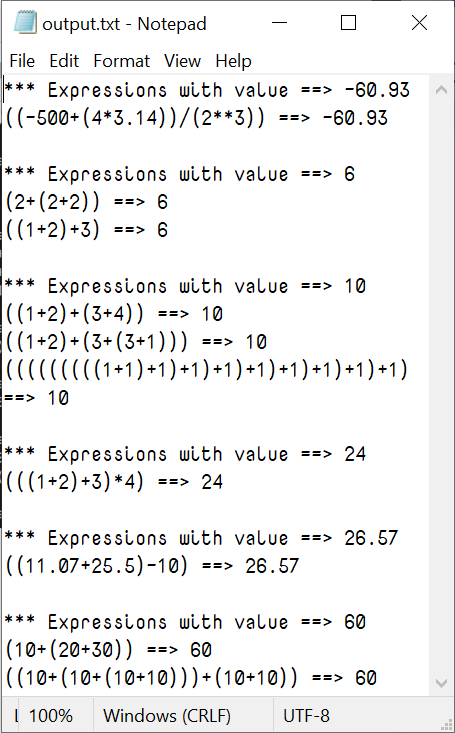 output.txt - Notepad
File Edit Format View Help
*** Expressions with value ==> -60.93
((-500+(4*3.14))/(2**3)) ==> -60.93
*** Expressions with value ==> 6
(2+(2+2)) ==> 6
((1+2)+3) ==> 6
*** Expressions with value ==> 10
((1+2)+(3+4)) ==> 10
((1+2)+(3+(3+1))) ==> 10
(((((((((1+1)+1)+1)+1)+1)+1)+1)+1)+1)
==> 10
*** Expressions with value ==> 24
(((1+2)+3)*4) ==> 24
*** Expressions with value ==> 26.57
((11.07+25.5)-10) ==> 26.57
*** Expressions with value ==> 60
(10+(20+30)) ==> 60
((10+(10+(10+10)))+(10+10)) ==> 60
100% Windows (CRLF) UTF-8